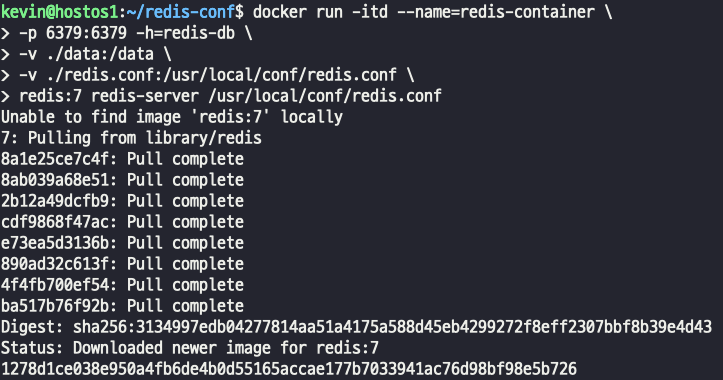 kevin@hostos1:~/redis-conf$ docker run -itd --name=redis-container \
> -p 6379:6379 -h=redis-db \
> -v ./data:/data \
> -v ./redis.conf:/usr/local/conf/redis.conf \
> redis:7 redis-server /usr/local/conf/redis.conf
Unable to find image 'redis:7' locally
7: Pulling from library/redis
8a1e25ce7c4f: Pull complete
8ab039a68e51: Pull complete
2b12a49dcfb9: Pull complete
cdf9868f47ac: Pull complete
e73ea5d3136b: Pull complete
890ad32c613f: Pull complete
4f4fb700ef54: Pull complete
ba517b76f92b: Pull complete
Digest: sha256:3134997edb04277814aa51a4175a588d45eb4299272f8eff2307bbf8b39e4d43
Status: Downloaded newer image for redis:7
1278d1ce038e950a4fb6de4b0d55165accae177b7033941ac76d98bf98e5b726